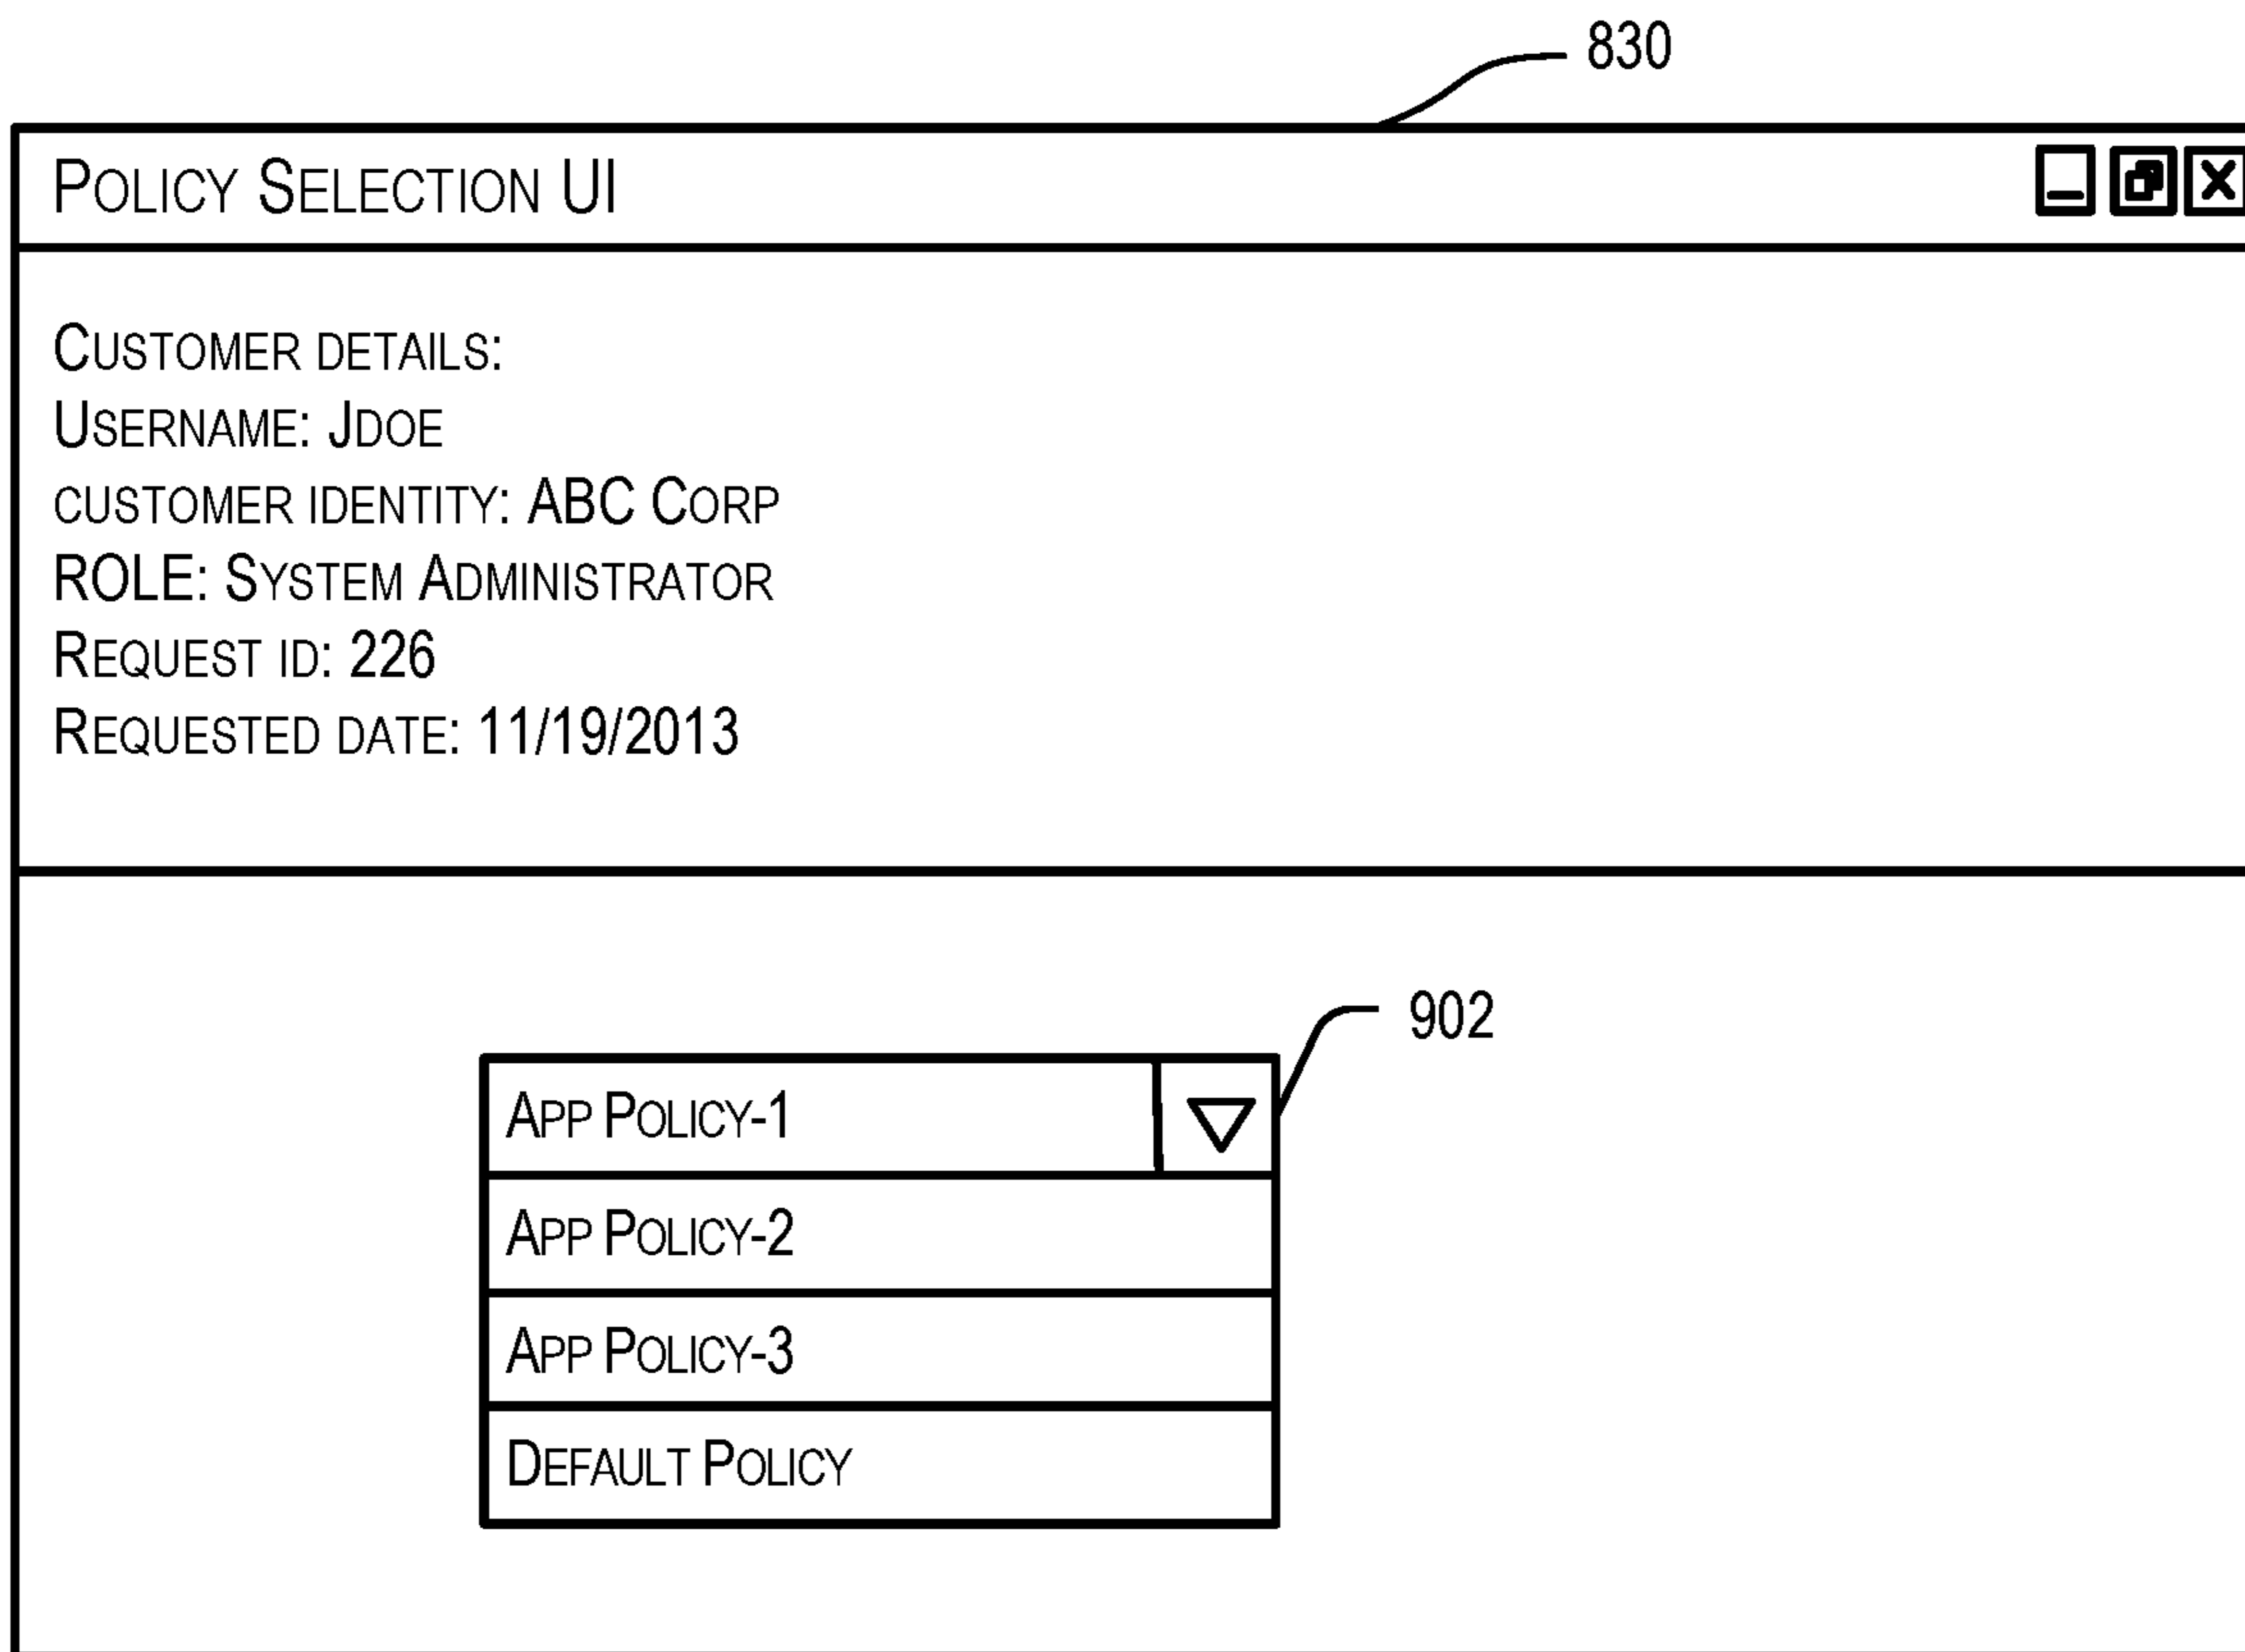 830
Policy Selection UI
Customer details:
Username: Jdoe
customer identity: ABC Corp
ROLE: System Administrator
Request id: 226
Requested date: 11/19/2013
902
App Policy-1
App Policy-2
App Policy-3
Default Policy